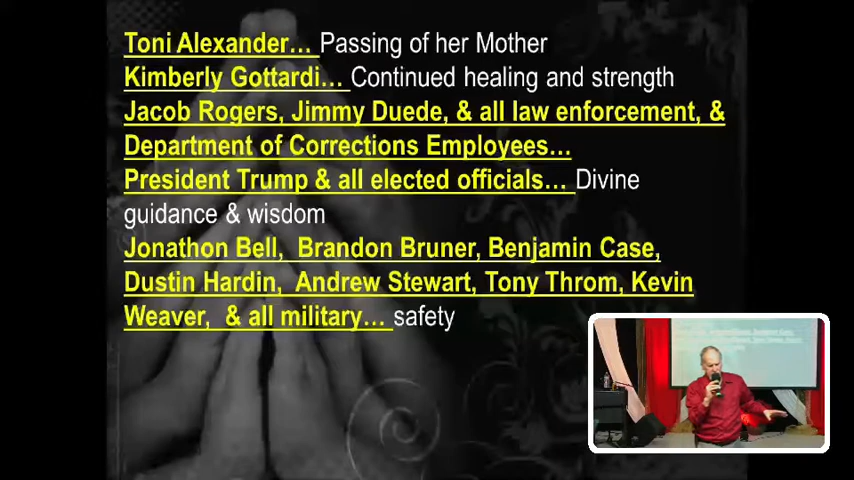 Toni Alexander… Passing of her Mother
Kimberly Gottardi… Continued healing and strength
Jacob Rogers, Jimmy Duede, & all law enforcement, &
Department of Corrections Employees…
President Trump & all elected officials… Divine
guidance & wisdom
Jonathon Bell, Brandon Bruner, Benjamin Case,
Dustin Hardin, Andrew Stewart, Tony Throm, Kevin
Weaver, & all military… safety